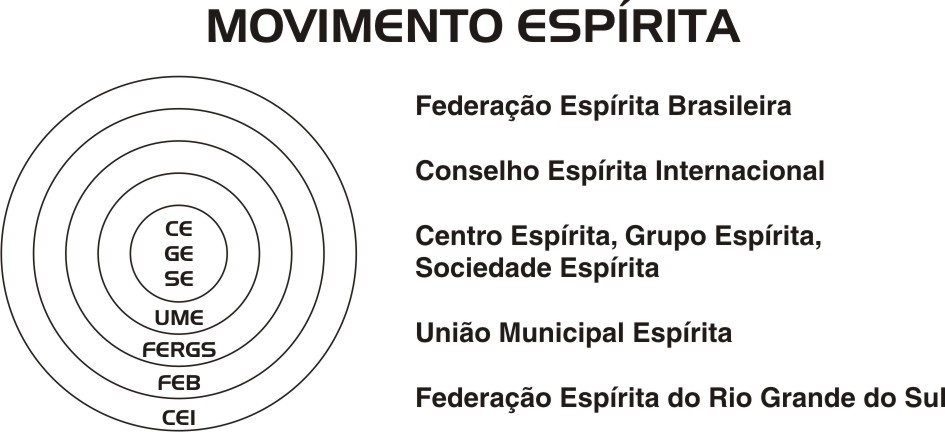 MOVIMENTO ESPÍRITA
CE
GE
SE
UME
FERGS
FEB
CEI
Federação Espírita Brasileira
Conselho Espírita Internacional
Centro Espírita, Grupo Espírita,
Sociedade Espírita
União Municipal Espírita
Federação Espírita do Rio Grande do Sul